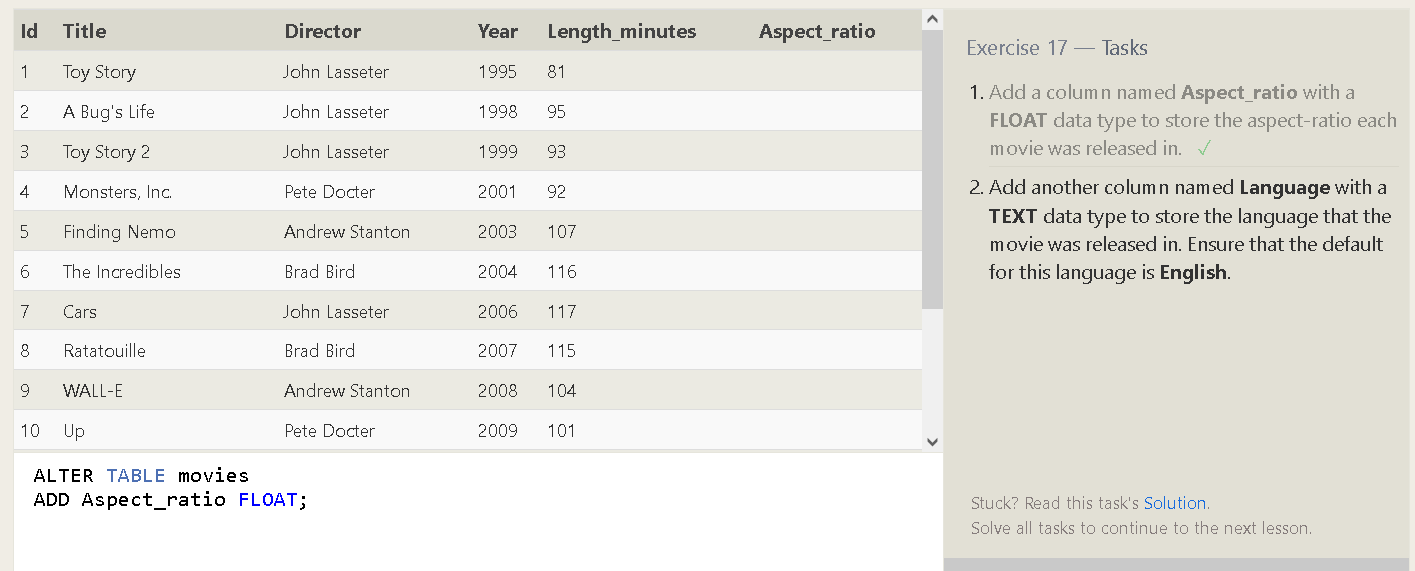 Id Title Director Year Length_minutes Aspect_ratio
1 Toy Story John Lasseter 1995 81
2 A Bug's Life John Lasseter 1998 95
3 Toy Story 2 John Lasseter 1999 93
4 Monsters, Inc. Pete Docter 2001 92
5 Finding Nemo Andrew Stanton 2003 107
6 The Incredibles Brad Bird 2004 116
7 Cars John Lasseter 2006 117
8 Ratatouille Brad Bird 2007 115
9 WALL-E Andrew Stanton 2008 104
10 Up Pete Docter 2009 101
ALTER TABLE movies
ADD Aspect_ratio FLOAT;
Exercise 17 — Tasks
1. Add a column named Aspect_ratio with a
FLOAT data type to store the aspect-ratio each
movie was released in. ✓
2. Add another column named Language with a
TEXT data type to store the language that the
movie was released in. Ensure that the default
for this language is English.
Stuck? Read this task's Solution.
Solve all tasks to continue to the next lesson.